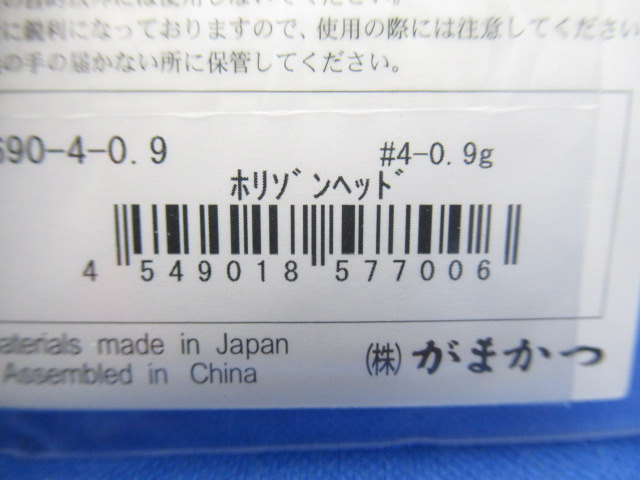 に鋭利になっておりますので、使用の際には注意してください
の手の届かない所に保管してください。
690-4-0.9
#4-0.9g
ﾎﾘｿﾞﾝﾍｯﾄﾞ
4 549018 577006
aterials made in Japan
Assembled in China
(株) がまかつ